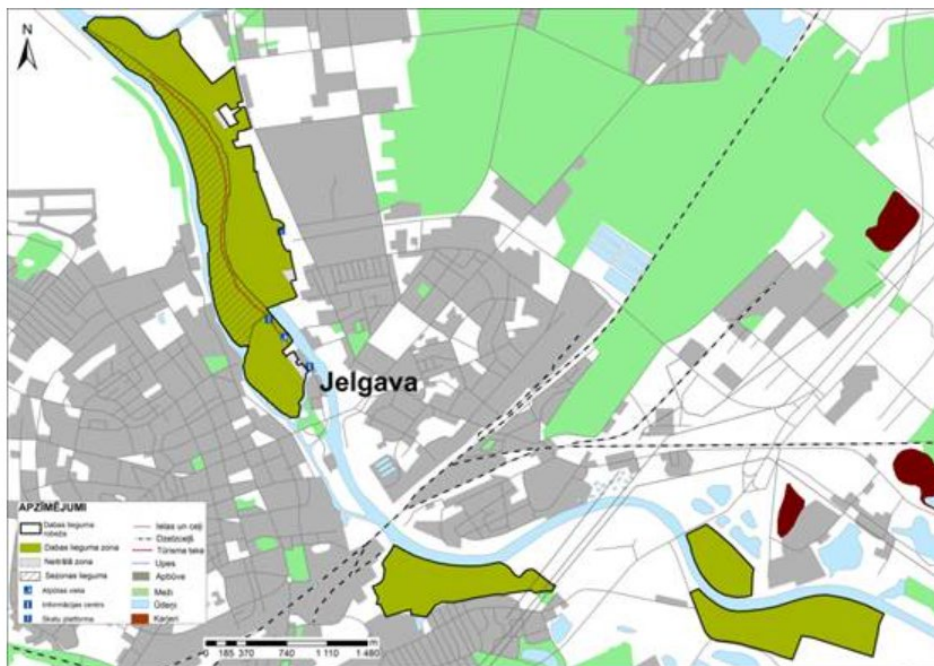 N
Jelgava
APZĪMĒJUMI
Dabas lieguma
robeža
Dabas lieguma zona
Neitrālā zona
Sezonas liegums
Atpūtas vieta
Informācijas centrs
Skatu platforma
Ielas un ceļi
Dzelzceļš
Tūrisma taka
Upes
Apbūve
Meži
Ūdeņi
Karjeri
0 185 370 740 1 110 1 480